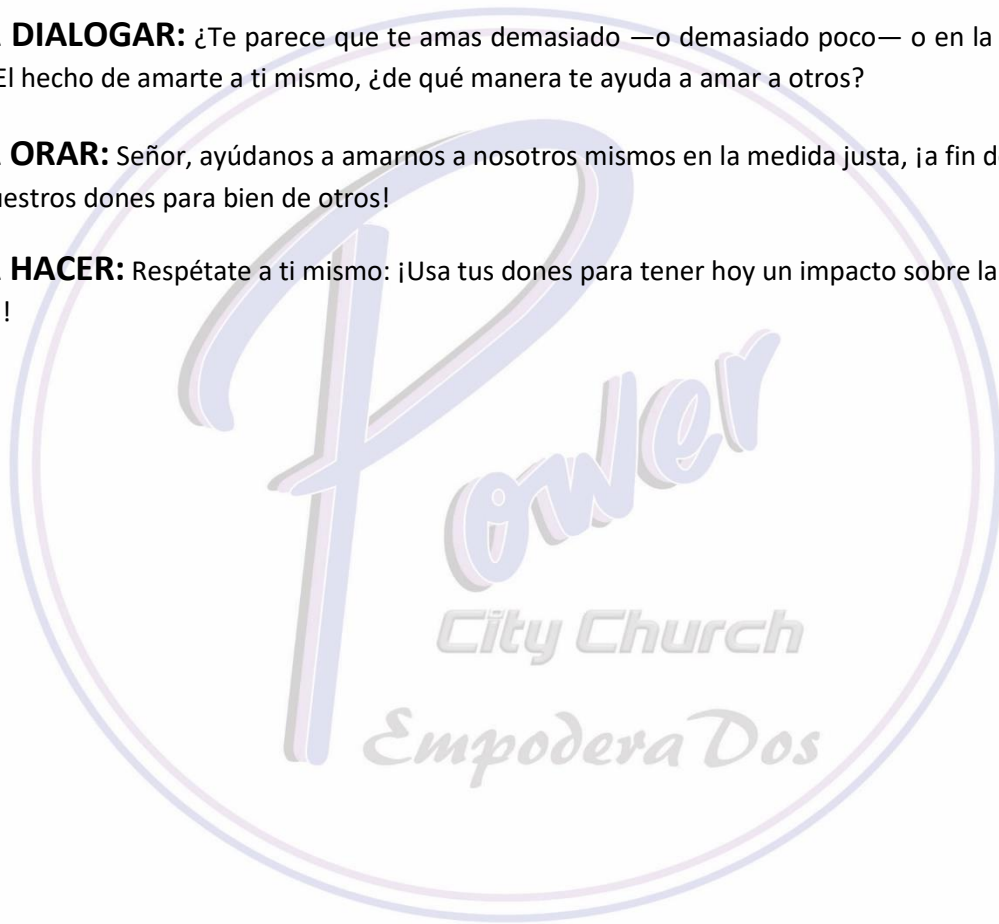 DIALOGAR: ¿Te parece que te amas demasiado —o demasiado poco— o en la
El hecho de amarte a ti mismo, ¿de qué manera te ayuda a amar a otros?
ORAR: Señor, ayúdanos a amarnos a nosotros mismos en la medida justa, ¡a fin de
uestros dones para bien de otros!
HACER: Respétate a ti mismo: ¡Usa tus dones para tener hoy un impacto sobre la
!
Power
City Church
Empodera Dos